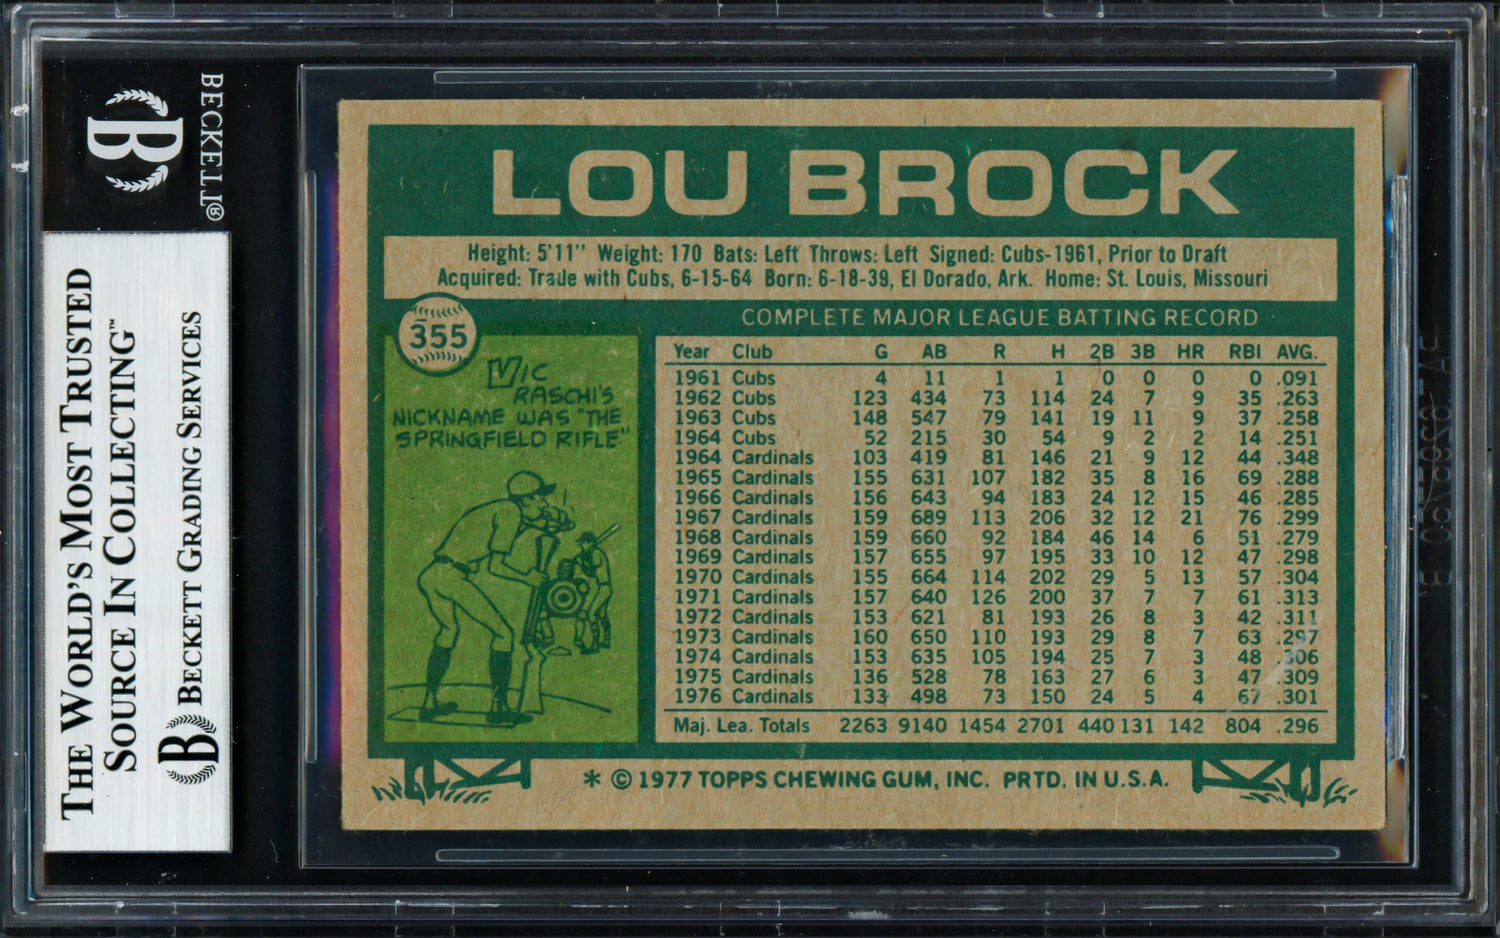 BECKETT®
B
THE WORLD'S MOST TRUSTED
SOURCE IN COLLECTING™
B BECKETT GRADING SERVICES
LOU BROCK
Height: 5'11" Weight: 170 Bats: Left Throws: Left Signed: Cubs-1961, Prior to Draft
Acquired: Trade with Cubs, 6-15-64 Born: 6-18-39, El Dorado, Ark. Home: St. Louis, Missouri
355
VIC
RASCHI'S
NICKNAME WAS "THE
SPRINGFIELD RIFLE."
COMPLETE MAJOR LEAGUE BATTING RECORD
Year Club G AB R H 2B 3B HR RBI AVG.
1961 Cubs 4 11 1 1 0 0 0 0 .091
1962 Cubs 123 434 73 114 24 7 9 35 .263
1963 Cubs 148 547 79 141 19 11 9 37 .258
1964 Cubs 52 215 30 54 9 2 2 14 .251
1964 Cardinals 103 419 81 146 21 9 12 44 .348
1965 Cardinals 155 631 107 182 35 8 16 69 .288
1966 Cardinals 156 643 94 183 24 12 15 46 .285
1967 Cardinals 159 689 113 206 32 12 21 76 .299
1968 Cardinals 159 660 92 184 46 14 6 51 .279
1969 Cardinals 157 655 97 195 33 10 12 47 .298
1970 Cardinals 155 664 114 202 29 5 13 57 .304
1971 Cardinals 157 640 126 200 37 7 7 61 .313
1972 Cardinals 153 621 81 193 26 8 3 42 .311
1973 Cardinals 160 650 110 193 29 8 7 63 .297
1974 Cardinals 153 635 105 194 25 7 3 48 .306
1975 Cardinals 136 528 78 163 27 6 3 47 .309
1976 Cardinals 133 498 73 150 24 5 4 67 .301
Maj. Lea. Totals 2263 9140 1454 2701 440 131 142 804 .296
* © 1977 TOPPS CHEWING GUM, INC. PRTD. IN U.S.A.